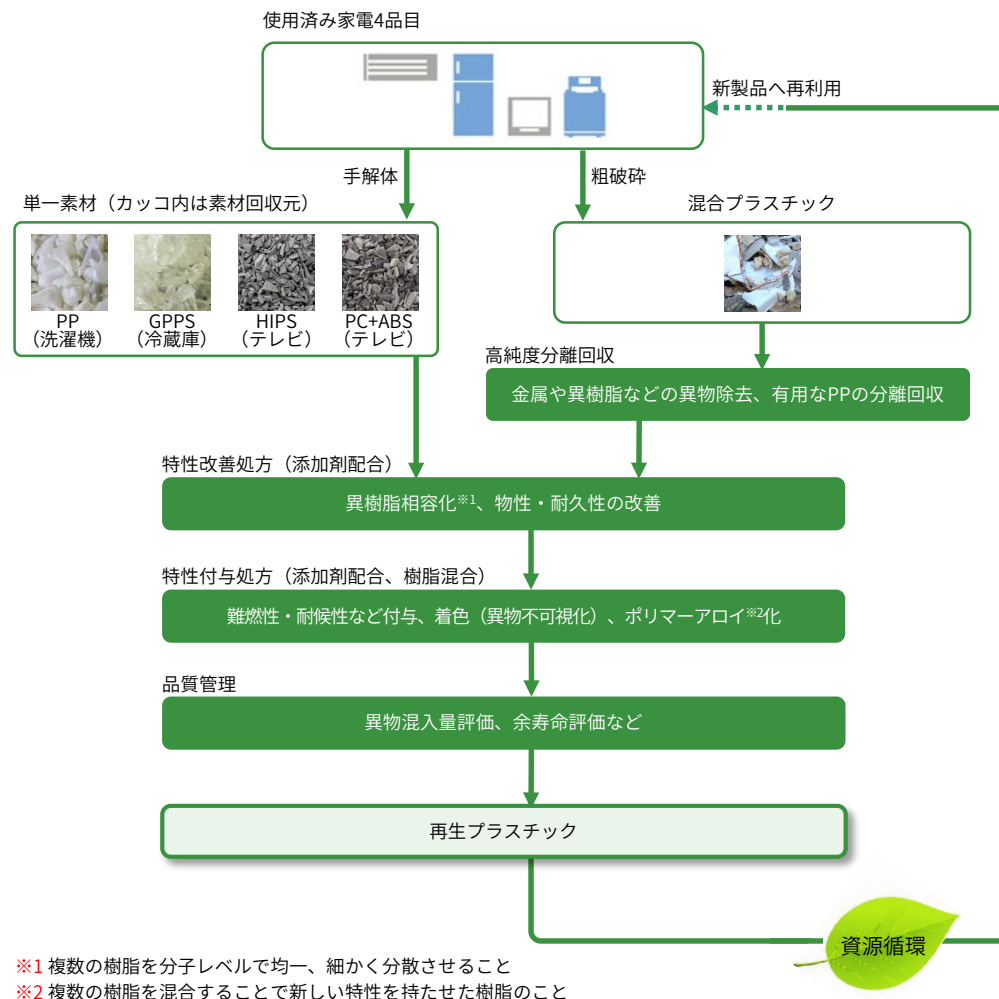 使用済み家電4品目
新製品へ再利用
手解体
粗破砕
単一素材（カッコ内は素材回収元）
混合プラスチック
PP
（洗濯機）
GPPS
（冷蔵庫）
HIPS
（テレビ）
PC+ABS
（テレビ）
高純度分離回収
金属や異樹脂などの異物除去、有用なPPの分離回収
特性改善処方（添加剤配合）
異樹脂相容化※1、物性・耐久性の改善
特性付与処方（添加剤配合、樹脂混合）
難燃性・耐候性など付与、着色（異物不可視化）、ポリマーアロイ※2化
品質管理
異物混入量評価、余寿命評価など
再生プラスチック
資源循環
※1 複数の樹脂を分子レベルで均一、細かく分散させること
※2 複数の樹脂を混合することで新しい特性を持たせた樹脂のこと